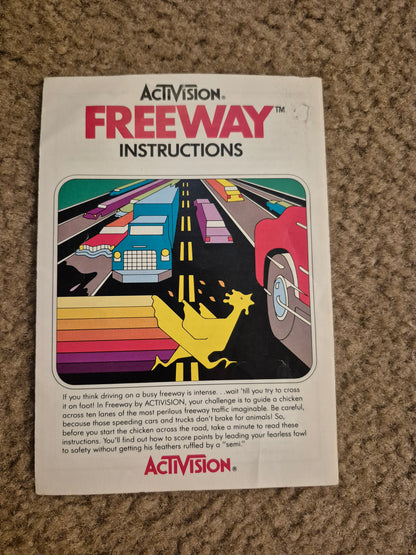 ACTIVISION®
FREEWAY™
INSTRUCTIONS
If you think driving on a busy freeway is intense. . .wait 'till you try to cross
it on foot! In Freeway by ACTIVISION, your challenge is to guide a chicken
across ten lanes of the most perilous freeway traffic imaginable. Be careful,
because those speeding cars and trucks don't brake for animals! So,
before you start the chicken across the road, take a minute to read these
instructions. You'll find out how to score points by leading your fearless fowl
to safety without getting his feathers ruffled by a "semi."
ACTIVISION®